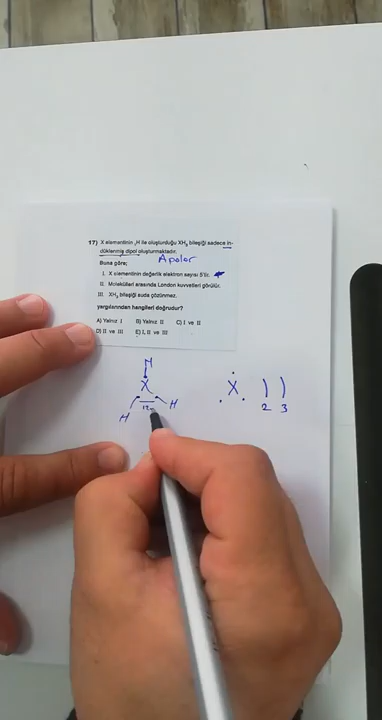 17) X elementinin ₁H ile oluşturduğu XH₃ bileşiği sadece in-
düklenmiş dipol oluşturmaktadır.
Apolar
Buna göre;
I. X elementinin değerlik elektron sayısı 5'tir.
II. Molekülleri arasında London kuvvetleri görülür.
III. XH₃ bileşiği suda çözünmez.
yargılarından hangileri doğrudur?
A) Yalnız I B) Yalnız II C) I ve II
D) II ve III E) I, II ve III
H
X X ) )
H H 2 3